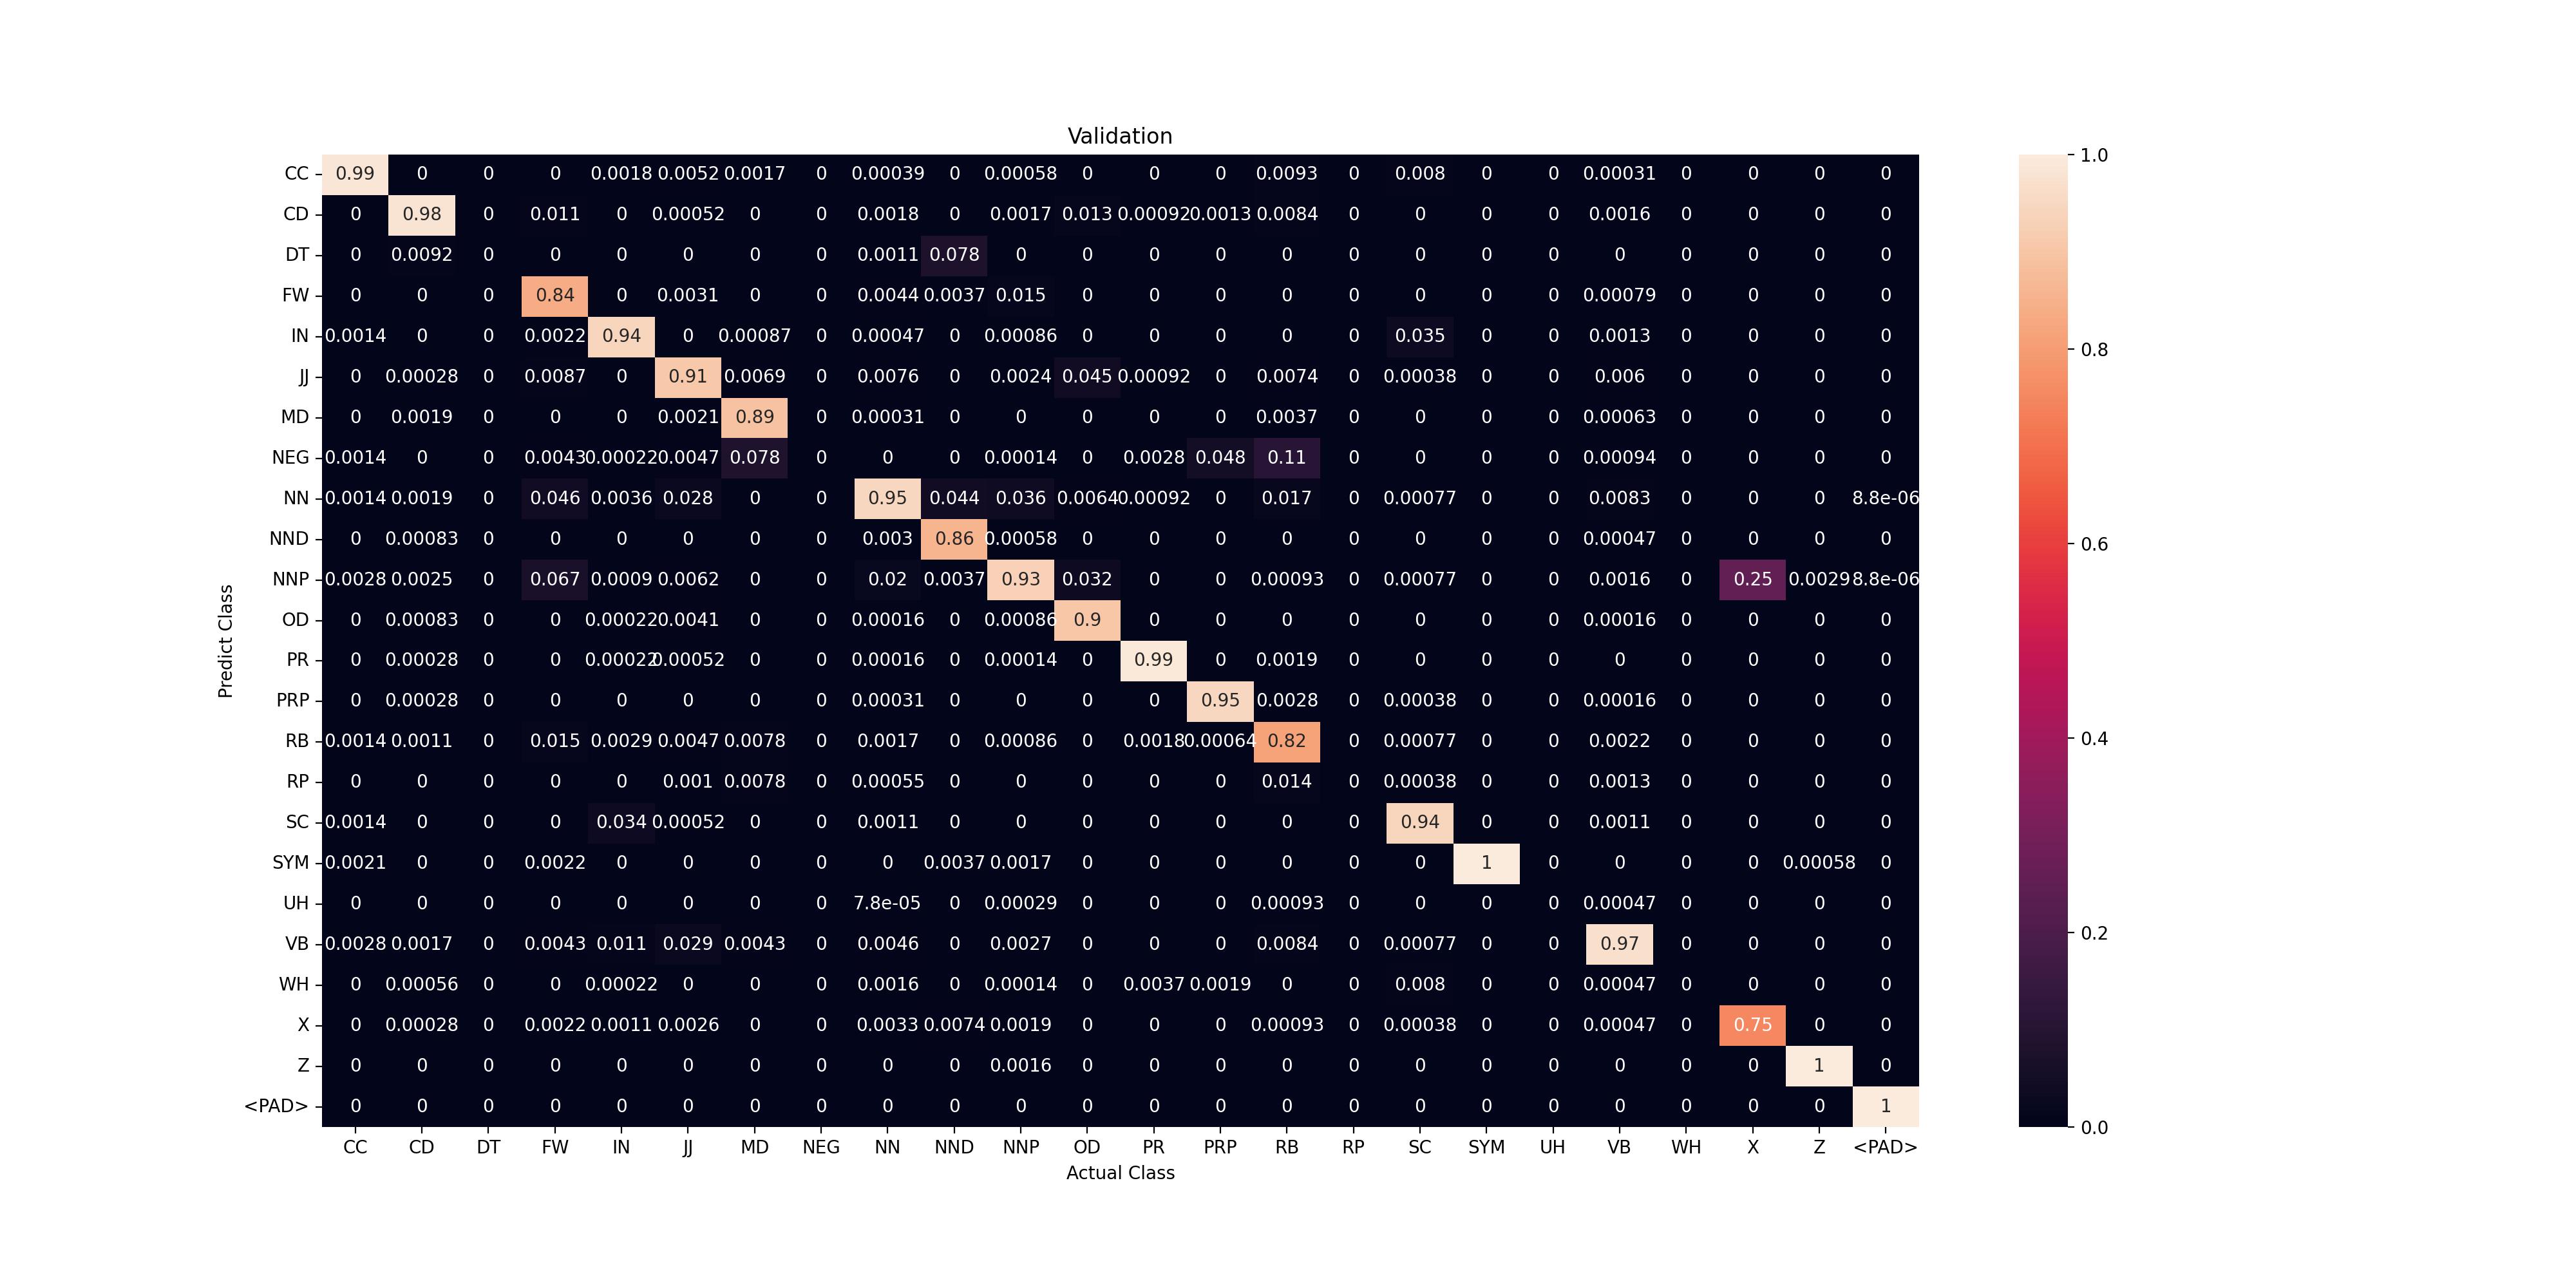 Validation
CC 0.99 0 0 0 0.0018 0.0052 0.0017 0 0.00039 0 0.00058 0 0 0 0.0093 0 0.008 0 0 0.00031 0 0 0 0 1.0
CD 0 0.98 0 0.011 0 0.00052 0 0 0.0018 0 0.0017 0.013 0.00092 0.0013 0.0084 0 0 0 0 0.0016 0 0 0 0
DT 0 0.0092 0 0 0 0 0 0 0.0011 0.078 0 0 0 0 0 0 0 0 0 0 0 0 0 0
FW 0 0 0 0.84 0 0.0031 0 0 0.0044 0.0037 0.015 0 0 0 0 0 0 0 0 0.00079 0 0 0 0
IN 0.0014 0 0 0.0022 0.94 0 0.00087 0 0.00047 0 0.00086 0 0 0 0 0 0.035 0 0 0.0013 0 0 0 0 0.8
JJ 0 0.00028 0 0.0087 0 0.91 0.0069 0 0.0076 0 0.0024 0.045 0.00092 0 0.0074 0 0.00038 0 0 0.006 0 0 0 0
MD 0 0.0019 0 0 0 0.0021 0.89 0 0.00031 0 0 0 0 0 0.0037 0 0 0 0 0.00063 0 0 0 0
NEG 0.0014 0 0 0.0043 0.00022 0.0047 0.078 0 0 0 0.00014 0 0.0028 0.048 0.11 0 0 0 0 0.00094 0 0 0 0
NN 0.0014 0.0019 0 0.046 0.0036 0.028 0 0 0.95 0.044 0.036 0.0064 0.00092 0 0.017 0 0.00077 0 0 0.0083 0 0 0 8.8e-06
NND 0 0.00083 0 0 0 0 0 0 0.003 0.86 0.00058 0 0 0 0 0 0 0 0 0.00047 0 0 0 0 0.6
NNP 0.0028 0.0025 0 0.067 0.0009 0.0062 0 0 0.02 0.0037 0.93 0.032 0 0 0.00093 0 0.00077 0 0 0.0016 0 0.25 0.0029 8.8e-06
OD 0 0.00083 0 0 0.00022 0.0041 0 0 0.00016 0 0.00086 0.9 0 0 0 0 0 0 0 0.00016 0 0 0 0
PR 0 0.00028 0 0 0.00022 0.00052 0 0 0.00016 0 0.00014 0 0.99 0 0.0019 0 0 0 0 0 0 0 0 0
PRP 0 0.00028 0 0 0 0 0 0 0.00031 0 0 0 0 0.95 0.0028 0 0.00038 0 0 0.00016 0 0 0 0
RB 0.0014 0.0011 0 0.015 0.0029 0.0047 0.0078 0 0.0017 0 0.00086 0 0.0018 0.00064 0.82 0 0.00077 0 0 0.0022 0 0 0 0 0.4
RP 0 0 0 0 0 0.001 0.0078 0 0.00055 0 0 0 0 0 0.014 0 0.00038 0 0 0.0013 0 0 0 0
SC 0.0014 0 0 0 0.034 0.00052 0 0 0.0011 0 0 0 0 0 0 0 0.94 0 0 0.0011 0 0 0 0
SYM 0.0021 0 0 0.0022 0 0 0 0 0 0.0037 0.0017 0 0 0 0 0 0 1 0 0 0 0 0.00058 0
UH 0 0 0 0 0 0 0 0 7.8e-05 0 0.00029 0 0 0 0.00093 0 0 0 0 0.00047 0 0 0 0
VB 0.0028 0.0017 0 0.0043 0.011 0.029 0.0043 0 0.0046 0 0.0027 0 0 0 0.0084 0 0.00077 0 0 0.97 0 0 0 0 0.2
WH 0 0.00056 0 0 0.00022 0 0 0 0.0016 0 0.00014 0 0.0037 0.0019 0 0 0.008 0 0 0.00047 0 0 0 0
X 0 0.00028 0 0.0022 0.0011 0.0026 0 0 0.0033 0.0074 0.0019 0 0 0 0.00093 0 0.00038 0 0 0.00047 0 0.75 0 0
Z 0 0 0 0 0 0 0 0 0 0 0.0016 0 0 0 0 0 0 0 0 0 0 0 1 0
<PAD> 0 0 0 0 0 0 0 0 0 0 0 0 0 0 0 0 0 0 0 0 0 0 0 1 0.0
CC CD DT FW IN JJ MD NEG NN NND NNP OD PR PRP RB RP SC SYM UH VB WH X Z <PAD>
Actual Class
Predict Class